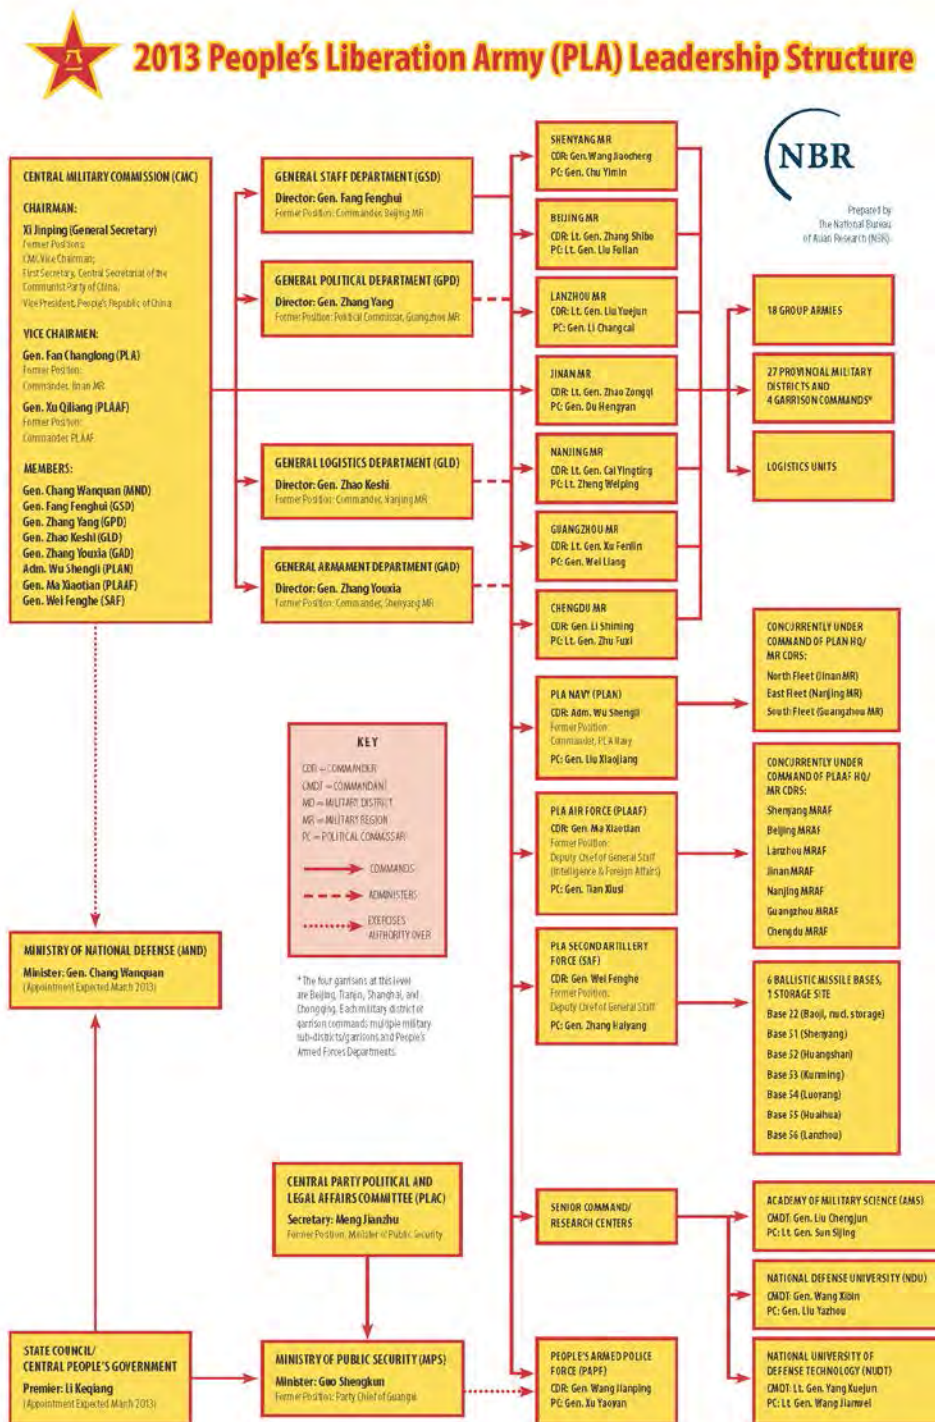 2013 People's Liberation Army (PLA) Leadership Structure
NBR
Prepared by
The National Bureau
of Asian Research (NBR).
CENTRAL MILITARY COMMISSION (CMC)
CHAIRMAN:
Xi Jinping (General Secretary)
Former Positions:
CMC Vice Chairman;
First Secretary, Central Secretariat of the
Communist Party of China;
Vice President, People's Republic of China
VICE CHAIRMEN:
Gen. Fan Changlong (PLA)
Former Position:
Commander, Jinan MR
Gen. Xu Qiliang (PLAAF)
Former Position:
Commander PLAAF
MEMBERS:
Gen. Chang Wanquan (MND)
Gen. Fang Fenghui (GSD)
Gen. Zhang Yang (GPD)
Gen. Zhao Keshi (GLD)
Gen. Zhang Youxia (GAD)
Adm. Wu Shengli (PLAN)
Gen. Ma Xiaotian (PLAAF)
Gen. Wei Fenghe (SAF)
GENERAL STAFF DEPARTMENT (GSD)
Director: Gen. Fang Fenghui
Former Position: Commander, Beijing MR
GENERAL POLITICAL DEPARTMENT (GPD)
Director: Gen. Zhang Yang
Former Position: Political Commissar, Guangzhou MR
GENERAL LOGISTICS DEPARTMENT (GLD)
Director: Gen. Zhao Keshi
Former Position: Commander, Nanjing MR
GENERAL ARMAMENT DEPARTMENT (GAD)
Director: Gen. Zhang Youxia
Former Position: Commander, Shenyang MR
SHENYANG MR
CDR: Gen. Wang Jiaocheng
PC: Gen. Chu Yimin
BEIJING MR
CDR: Lt. Gen. Zhang Shibo
PC: Lt. Gen. Liu Fulian
LANZHOU MR
CDR: Gen. Liu Yuejun
PC: Gen. Li Changcai
JINAN MR
CDR: Lt. Gen. Zhao Zongqi
PC: Gen. Du Hengyan
NANJING MR
CDR: Lt. Gen. Cai Yingting
PC: Lt. Zheng Weiping
GUANGZHOU MR
CDR: Lt. Gen. Xu Fenlin
PC: Gen. Wei Liang
CHENGDU MR
CDR: Gen. Li Shiming
PC: Lt. Gen. Zhu Fuxi
18 GROUP ARMIES
27 PROVINCIAL MILITARY
DISTRICTS AND
4 GARRISON COMMANDS*
LOGISTICS UNITS
PLA NAVY (PLAN)
CDR: Adm. Wu Shengli
Former Position:
Commander, PLA Navy
PC: Gen. Liu Xiaojiang
CONCURRENTLY UNDER
COMMAND OF PLAN HQ/
MR CDRS:
North Fleet (Jinan MR)
East Fleet (Nanjing MR)
South Fleet (Guangzhou MR)
PLA AIR FORCE (PLAAF)
CDR: Gen. Ma Xiaotian
Former Position:
Deputy Chief of General Staff
(Intelligence & Foreign Affairs)
PC: Gen. Tian Xiusi
CONCURRENTLY UNDER
COMMAND OF PLAAF HQ/
MR CDRS:
Shenyang MRAF
Beijing MRAF
Lanzhou MRAF
Jinan MRAF
Nanjing MRAF
Guangzhou MRAF
Chengdu MRAF
PLA SECOND ARTILLERY
FORCE (SAF)
CDR: Gen. Wei Fenghe
Former Position:
Deputy Chief of General Staff
PC: Gen. Zhang Haiyang
6 BALLISTIC MISSILE BASES,
1 STORAGE SITE
Base 22 (Baoji, nucl. storage)
Base 51 (Shenyang)
Base 52 (Huangshan)
Base 53 (Kunming)
Base 54 (Luoyang)
Base 55 (Huaihua)
Base 56 (Lanzhou)
KEY
CDR = COMMANDER
CMDT = COMMANDANT
MD = MILITARY DISTRICT
MR = MILITARY REGION
PC = POLITICAL COMMISSAR
COMMANDS
ADMINISTERS
EXERCISES
AUTHORITY OVER
* The four garrisons at this level
are Beijing, Tianjin, Shanghai, and
Chongqing. Each military district or
garrison commands multiple military
sub-districts/garrisons and People's
Armed Forces Departments.
MINISTRY OF NATIONAL DEFENSE (MND)
Minister: Gen. Chang Wanquan
(Appointment Expected March 2013)
CENTRAL PARTY POLITICAL AND
LEGAL AFFAIRS COMMITTEE (PLAC)
Secretary: Meng Jianzhu
Former Position: Minister of Public Security
SENIOR COMMAND/
RESEARCH CENTERS
ACADEMY OF MILITARY SCIENCE (AMS)
CMDT: Gen. Liu Chengjun
PC: Lt. Gen. Sun Sijing
NATIONAL DEFENSE UNIVERSITY (NDU)
CMDT: Gen. Wang Xibin
PC: Gen. Liu Yazhou
NATIONAL UNIVERSITY OF
DEFENSE TECHNOLOGY (NUDT)
CMDT: Lt. Gen. Yang Xuejun
PC: Lt. Gen. Wang Jianwei
STATE COUNCIL/
CENTRAL PEOPLE'S GOVERNMENT
Premier: Li Keqiang
(Appointment Expected March 2013)
MINISTRY OF PUBLIC SECURITY (MPS)
Minister: Guo Shengkun
Former Position: Party Chief of Guangxi
PEOPLE'S ARMED POLICE
FORCE (PAPF)
CDR: Gen. Wang Jianping
PC: Gen. Xu Yaoyan